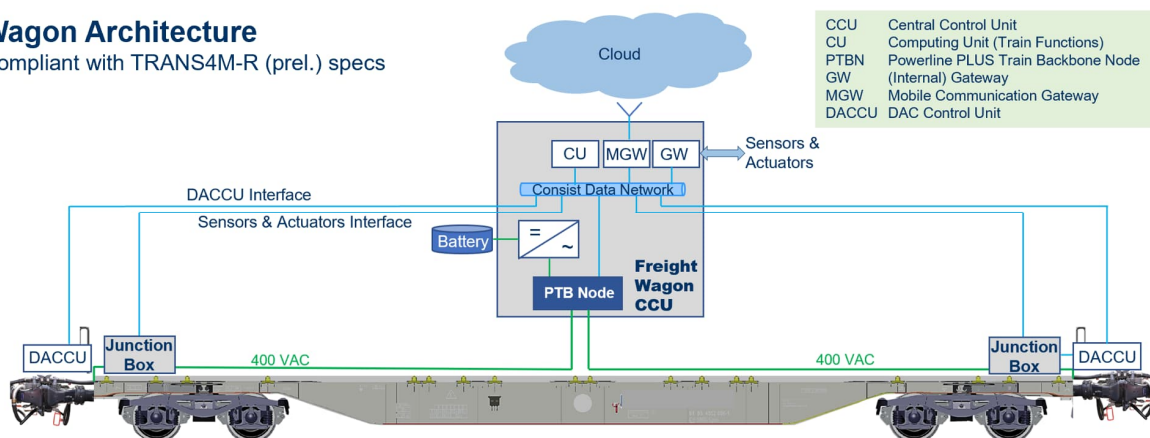 Wagon Architecture
ompliant with TRANS4M-R (prel.) specs
Cloud
CCU Central Control Unit
CU Computing Unit (Train Functions)
PTBN Powerline PLUS Train Backbone Node
GW (Internal) Gateway
MGW Mobile Communication Gateway
DACCU DAC Control Unit
CU
MGW
GW
Sensors &
Actuators
Consist Data Network
DACCU Interface
Sensors & Actuators Interface
Battery
=
~
PTB Node
Freight
Wagon
CCU
DACCU
Junction
Box
400 VAC
400 VAC
Junction
Box
DACCU